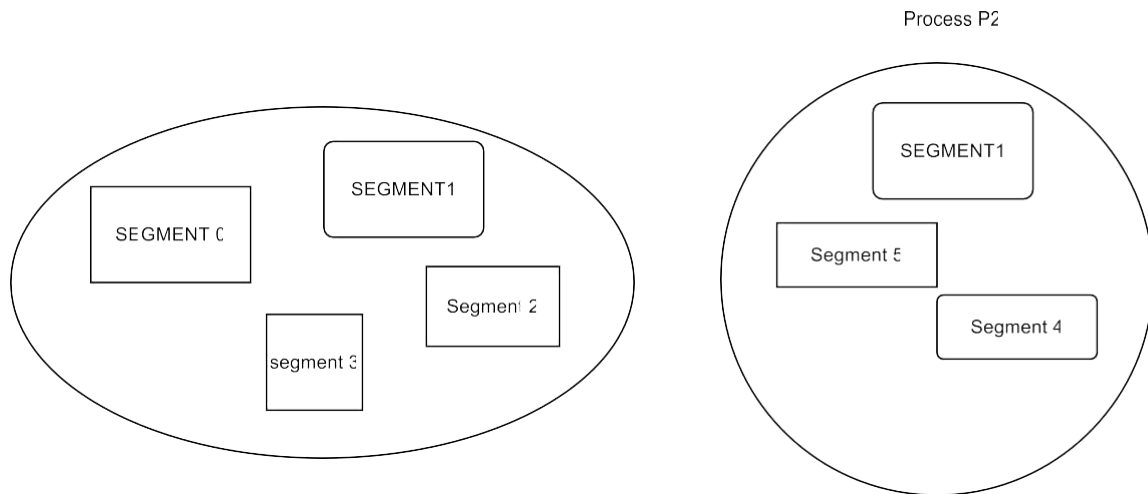 Process P2
SEGMENT1
SEGMENT 0
Segment 2
segment 3
SEGMENT1
Segment 5
Segment 4